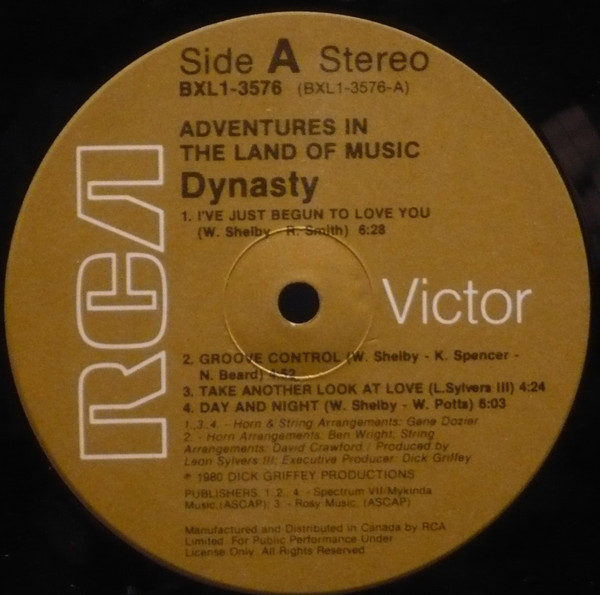 Side A Stereo
BXL1-3576 (BXL1-3576-A)
ADVENTURES IN
THE LAND OF MUSIC
Dynasty
1. I'VE JUST BEGUN TO LOVE YOU
(W. Shelby - R. Smith) 6:28
RCA
Victor
2. GROOVE CONTROL (W. Shelby - K. Spencer -
N. Beard) 4:52
3. TAKE ANOTHER LOOK AT LOVE (L.Sylvers III) 4:24
4. DAY AND NIGHT (W. Shelby - W. Potts) 6:03
1.,3.,4. - Horn & String Arrangements: Gene Dozier
2. - Horn Arrangements: Ben Wright; String
Arrangements: David Crawford / Produced by
Leon Sylvers III; Executive Producer: Dick Griffey
℗ 1980 DICK GRIFFEY PRODUCTIONS
PUBLISHERS: 1., 2., 4. - Spectrum VII/Mykinda
Music,(ASCAP); 3. - Rosy Music, (ASCAP)
Manufactured and Distributed in Canada by RCA
Limited. For Public Performance Under
License Only. All Rights Reserved